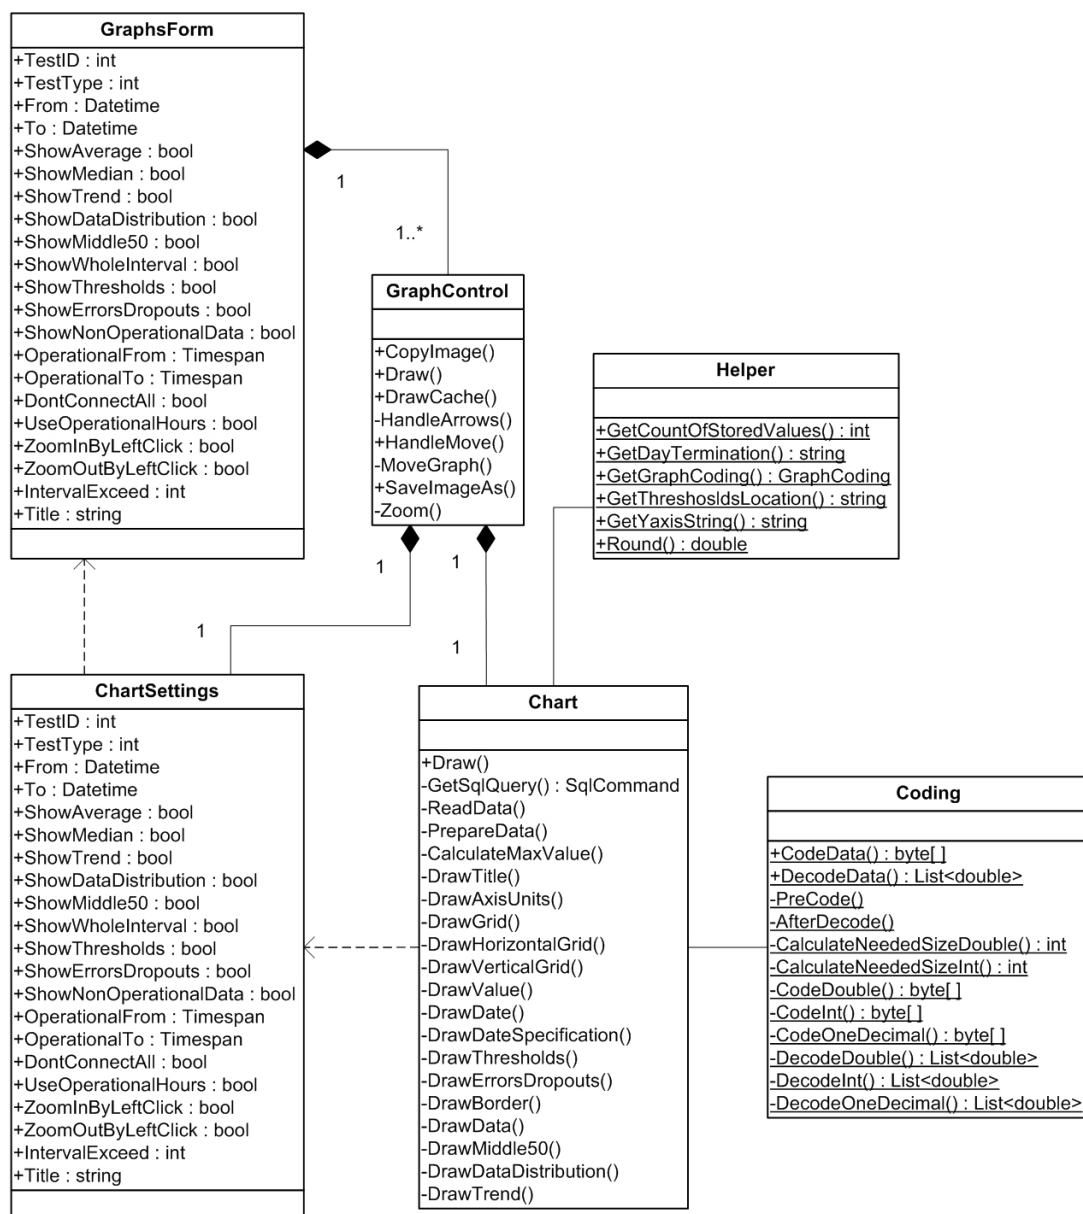 GraphsForm
+TestID : int
+TestType : int
+From : Datetime
+To : Datetime
+ShowAverage : bool
+ShowMedian : bool
+ShowTrend : bool
+ShowDataDistribution : bool
+ShowMiddle50 : bool
+ShowWholeInterval : bool
+ShowThresholds : bool
+ShowErrorsDropouts : bool
+ShowNonOperationalData : bool
+OperationalFrom : Timespan
+OperationalTo : Timespan
+DontConnectAll : bool
+UseOperationalHours : bool
+ZoomInByLeftClick : bool
+ZoomOutByLeftClick : bool
+IntervalExceed : int
+Title : string
1
1..*
GraphControl
+CopyImage()
+Draw()
+DrawCache()
-HandleArrows()
+HandleMove()
-MoveGraph()
+SaveImageAs()
-Zoom()
1
1
1
1
Helper
+GetCountOfStoredValues() : int
+GetDayTermination() : string
+GetGraphCoding() : GraphCoding
+GetThreshosldsLocation() : string
+GetYaxisString() : string
+Round() : double
ChartSettings
+TestID : int
+TestType : int
+From : Datetime
+To : Datetime
+ShowAverage : bool
+ShowMedian : bool
+ShowTrend : bool
+ShowDataDistribution : bool
+ShowMiddle50 : bool
+ShowWholeInterval : bool
+ShowThresholds : bool
+ShowErrorsDropouts : bool
+ShowNonOperationalData : bool
+OperationalFrom : Timespan
+OperationalTo : Timespan
+DontConnectAll : bool
+UseOperationalHours : bool
+ZoomInByLeftClick : bool
+ZoomOutByLeftClick : bool
+IntervalExceed : int
+Title : string
Chart
+Draw()
-GetSqlQuery() : SqlCommand
-ReadData()
-PrepareData()
-CalculateMaxValue()
-DrawTitle()
-DrawAxisUnits()
-DrawGrid()
-DrawHorizontalGrid()
-DrawVerticalGrid()
-DrawValue()
-DrawDate()
-DrawDateSpecification()
-DrawThresholds()
-DrawErrorsDropouts()
-DrawBorder()
-DrawData()
-DrawMiddle50()
-DrawDataDistribution()
-DrawTrend()
Coding
+CodeData() : byte[ ]
+DecodeData() : List<double>
-PreCode()
-AfterDecode()
-CalculateNeededSizeDouble() : int
-CalculateNeededSizeInt() : int
-CodeDouble() : byte[ ]
-CodeInt() : byte[ ]
-CodeOneDecimal() : byte[ ]
-DecodeDouble() : List<double>
-DecodeInt() : List<double>
-DecodeOneDecimal() : List<double>